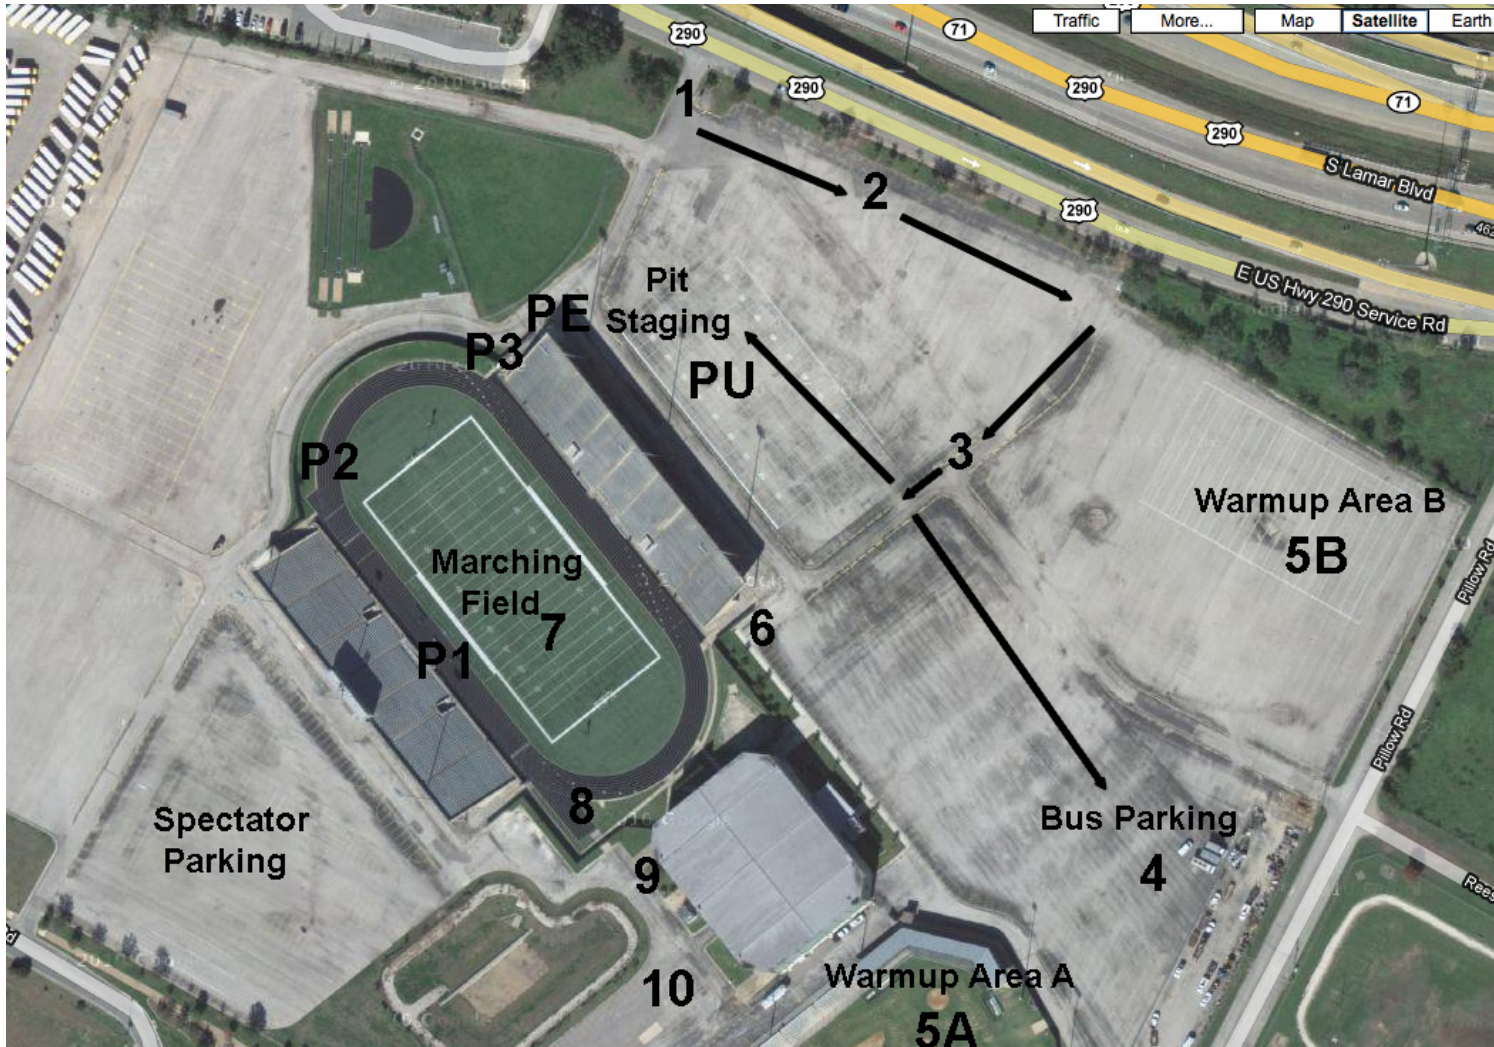 Traffic
More...
Map
Satellite
Earth
290
71
290
290
71
290
S Lamar Blvd
290
E US Hwy 290 Service Rd
1
2
Pit
Staging
PE
P3
PU
P2
3
Warmup Area B
5B
Marching
Field
7
6
P1
Pillow Rd
Pillow Rd
8
Spectator
Parking
Bus Parking
4
9
10
Warmup Area A
5A
Rees